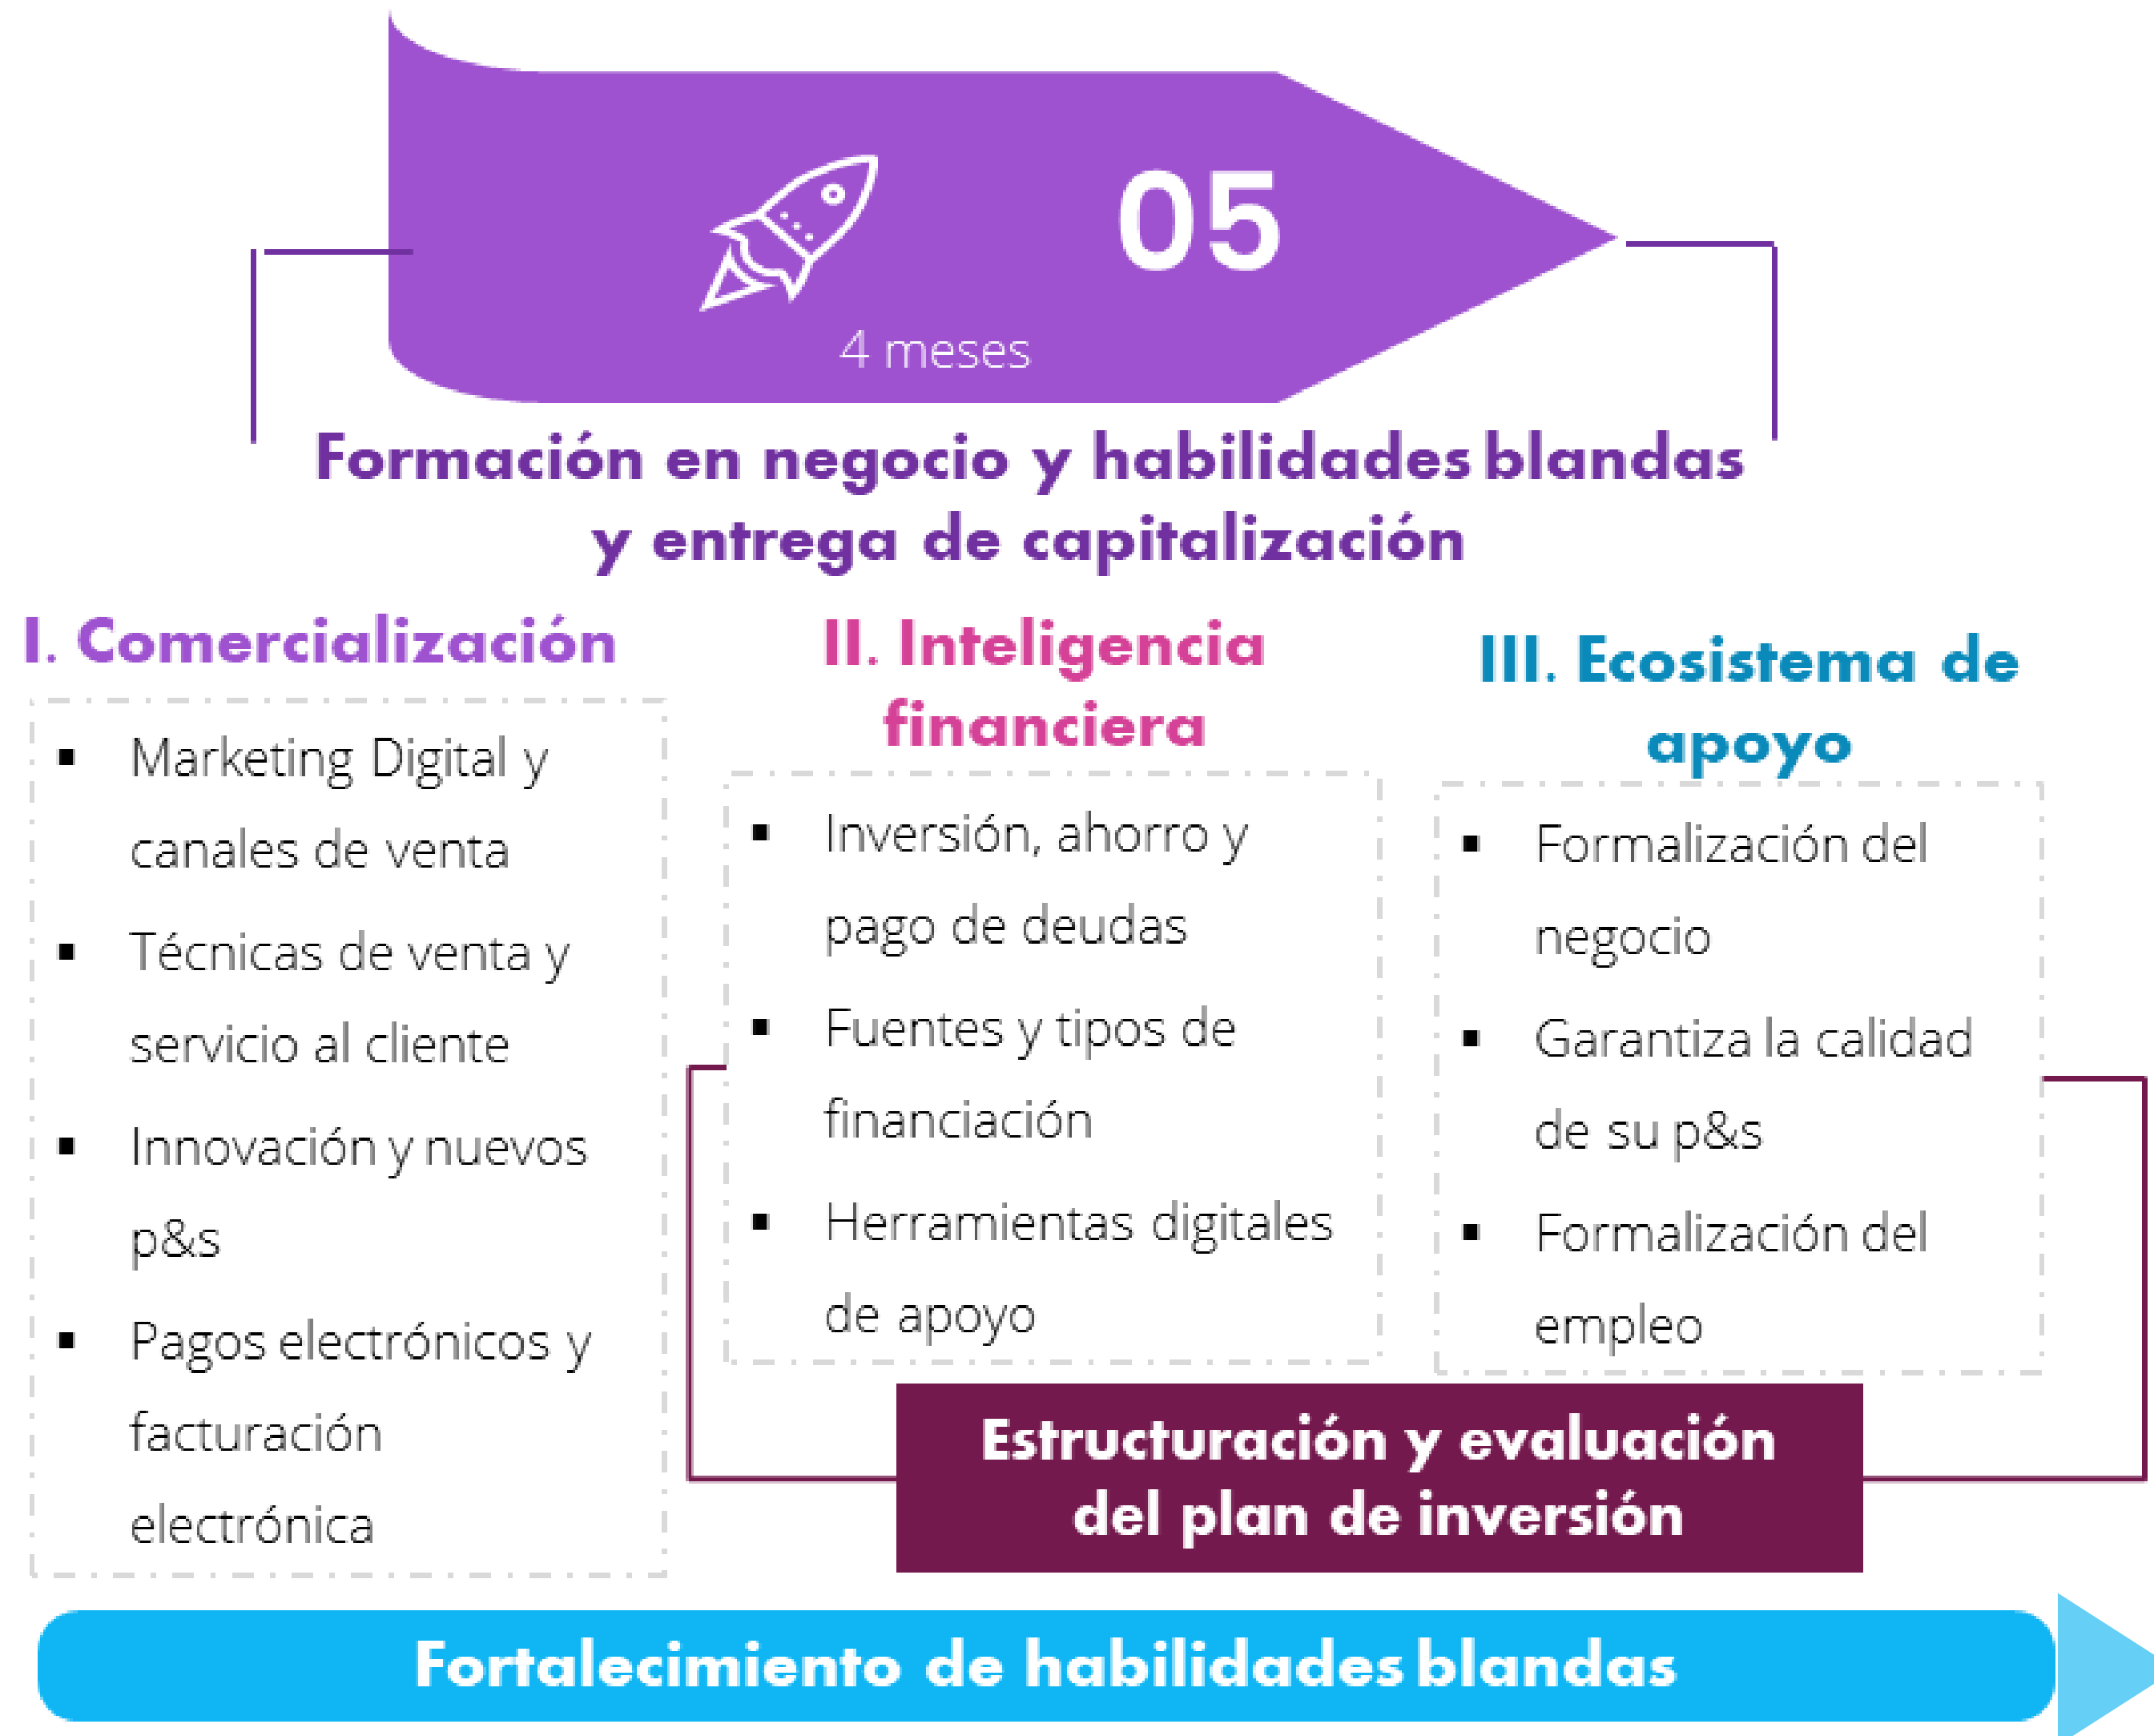 05
4 meses
Formación en negocio y habilidades blandas
y entrega de capitalización
I. Comercialización
▪ Marketing Digital y
canales de venta
▪ Técnicas de venta y
servicio al cliente
▪ Innovación y nuevos
p&s
▪ Pagos electrónicos y
facturación
electrónica
II. Inteligencia
financiera
▪ Inversión, ahorro y
pago de deudas
▪ Fuentes y tipos de
financiación
▪ Herramientas digitales
de apoyo
III. Ecosistema de
apoyo
▪ Formalización del
negocio
▪ Garantiza la calidad
de su p&s
▪ Formalización del
empleo
Estructuración y evaluación
del plan de inversión
Fortalecimiento de habilidades blandas